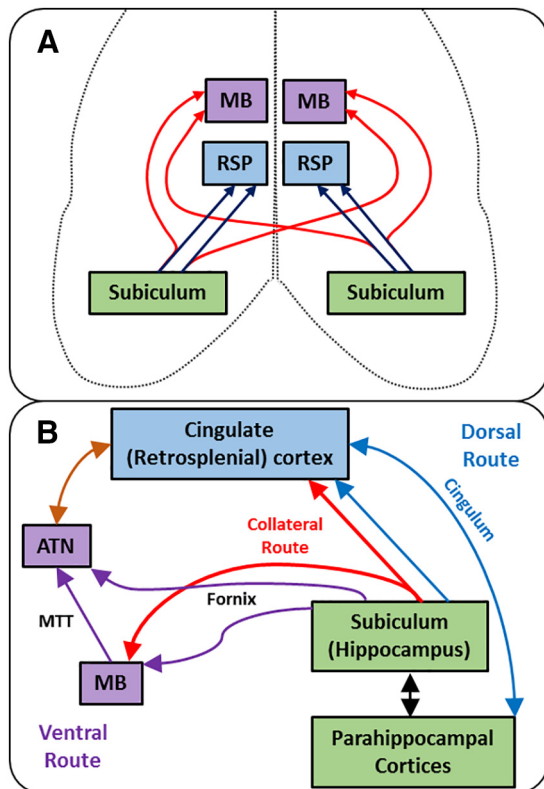 A
MB
MB
RSP
RSP
Subiculum
Subiculum
B
Cingulate
(Retrosplenial) cortex
Dorsal
Route
Cingulum
Collateral
Route
ATN
MTT
Fornix
Subiculum
(Hippocampus)
MB
Ventral
Route
Parahippocampal
Cortices